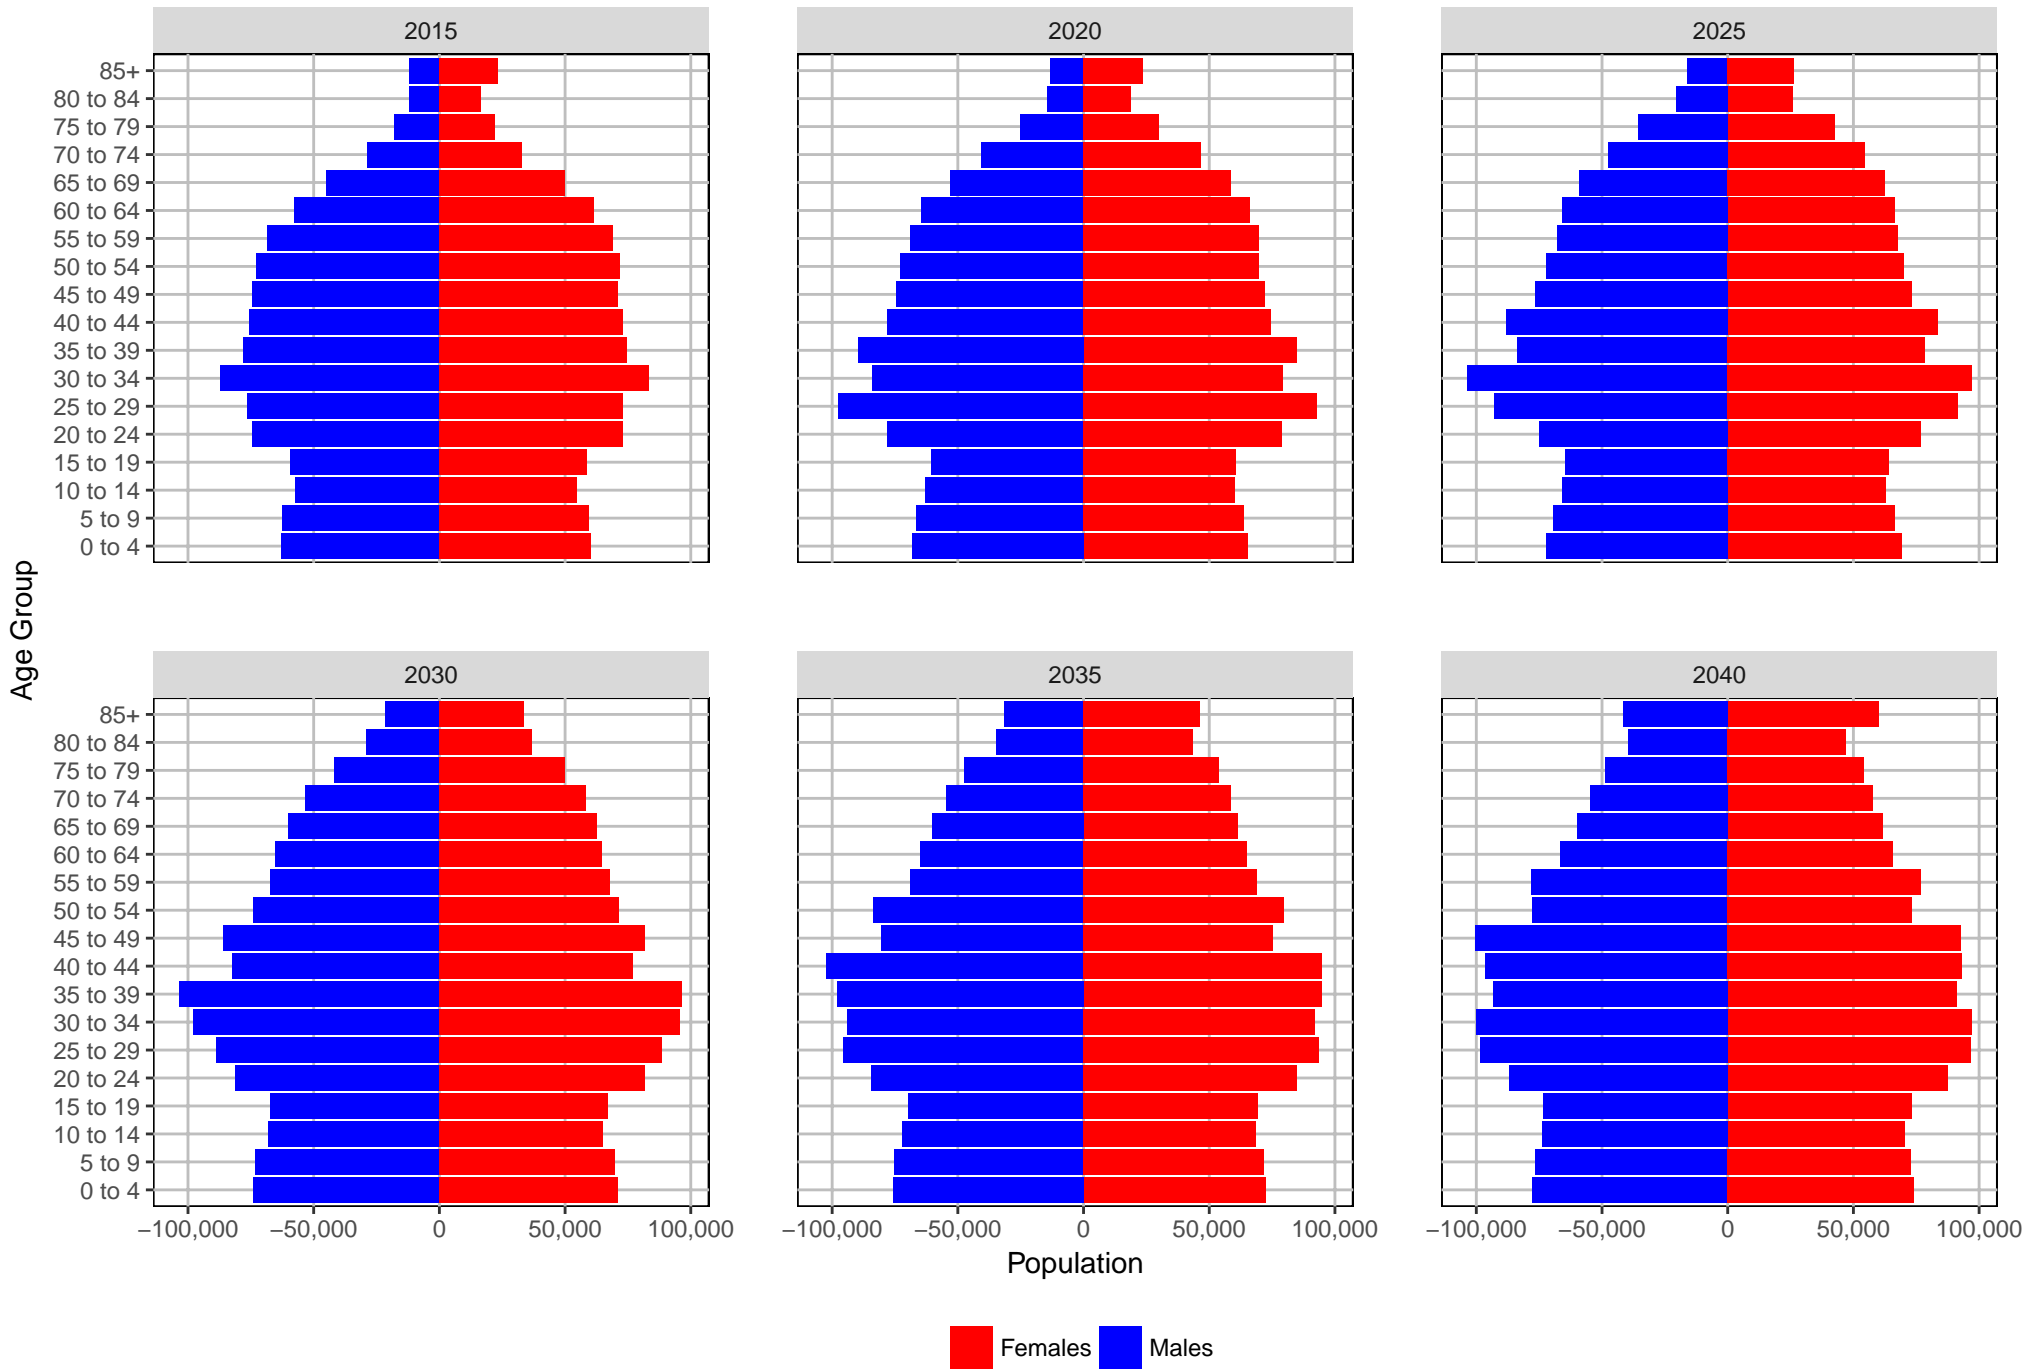 2015 2020 2025
85+
80 to 84
75 to 79
70 to 74
65 to 69
60 to 64
55 to 59
50 to 54
45 to 49
40 to 44
35 to 39
30 to 34
25 to 29
20 to 24
15 to 19
10 to 14
5 to 9
0 to 4
Age Group
2030 2035 2040
85+
80 to 84
75 to 79
70 to 74
65 to 69
60 to 64
55 to 59
50 to 54
45 to 49
40 to 44
35 to 39
30 to 34
25 to 29
20 to 24
15 to 19
10 to 14
5 to 9
0 to 4
−100,000 −50,000 0 50,000 100,000 −100,000 −50,000 0 50,000 100,000 −100,000 −50,000 0 50,000 100,000
Population
Females Males